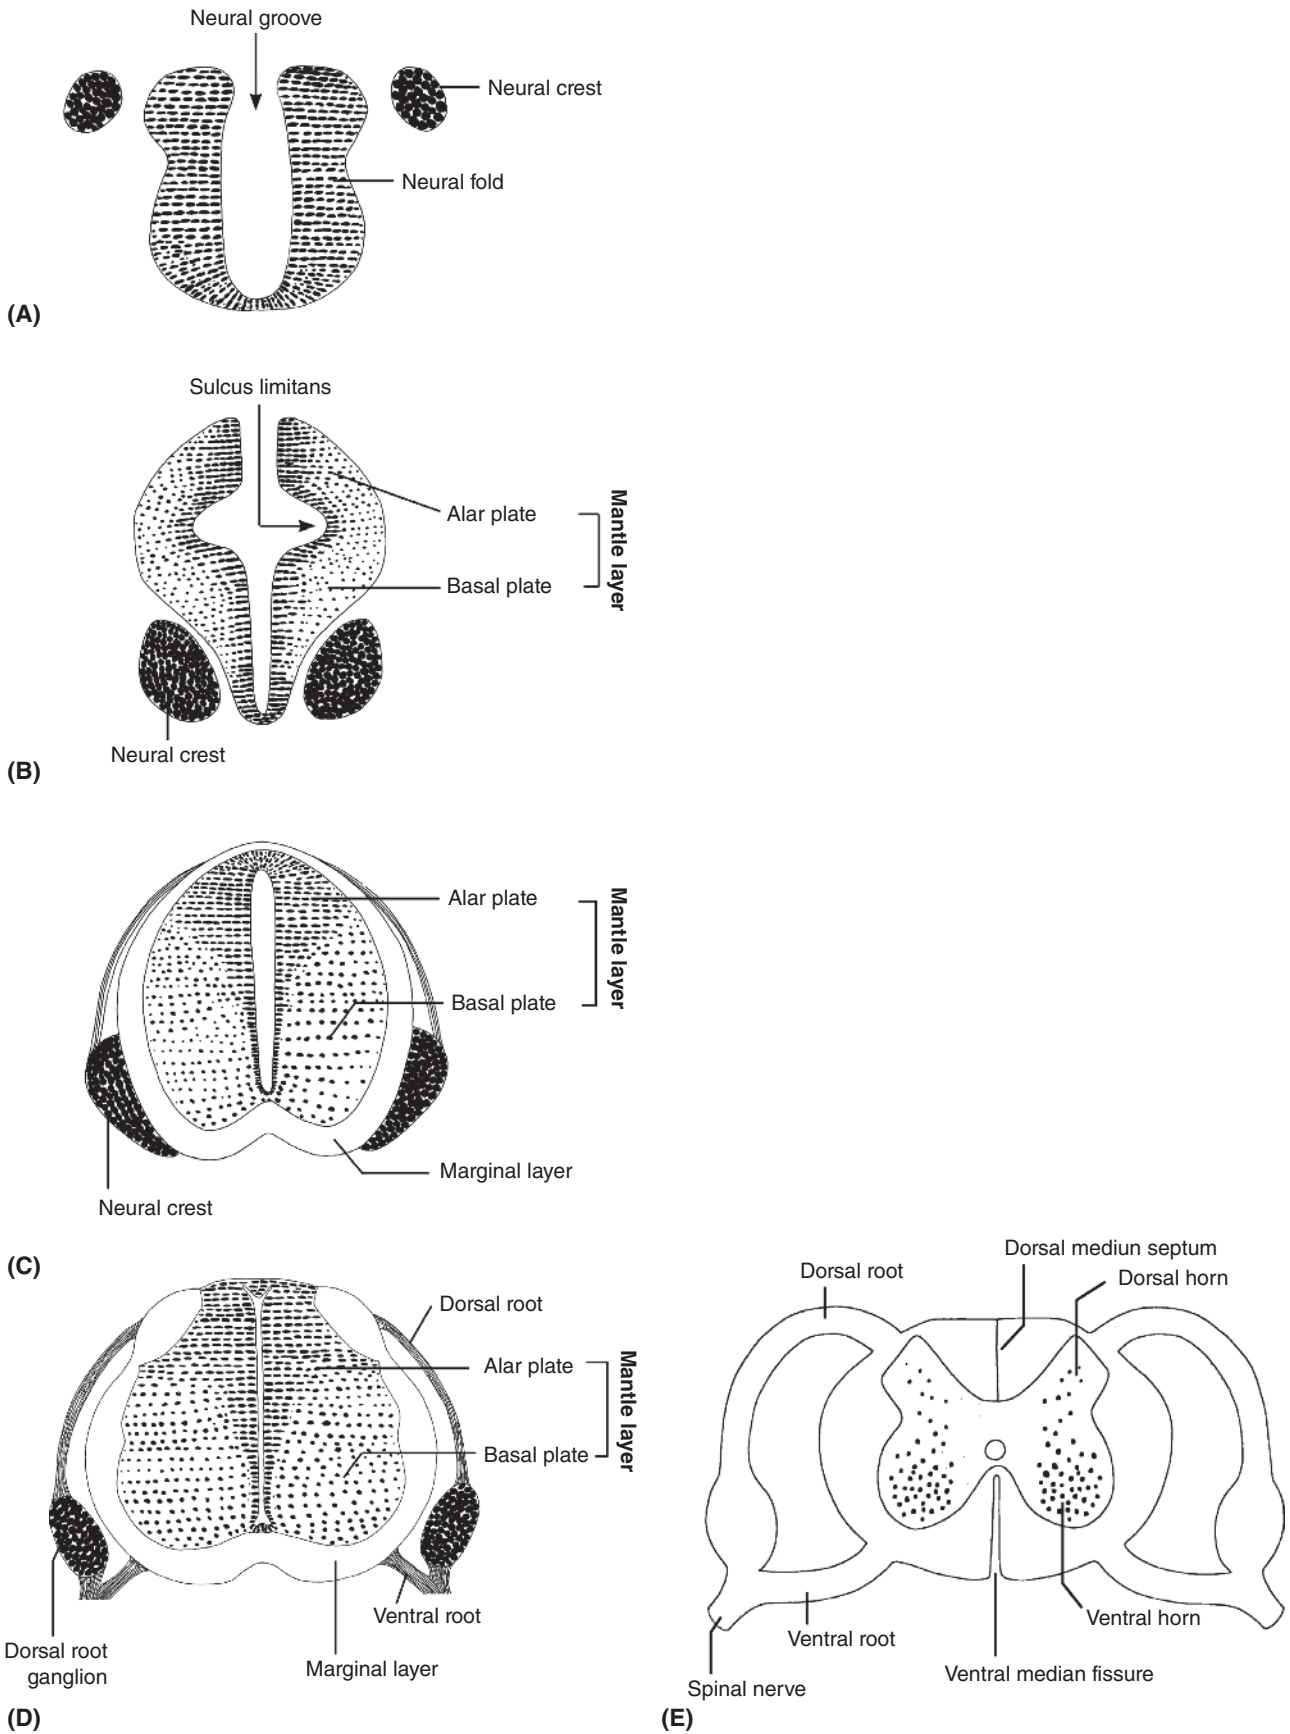 Neural groove
Neural crest
Neural fold
(A)
Sulcus limitans
Alar plate
Basal plate
Mantle layer
Neural crest
(B)
Alar plate
Basal plate
Mantle layer
Marginal layer
Neural crest
(C)
Dorsal root
Alar plate
Basal plate
Mantle layer
Ventral root
Dorsal root
ganglion
Marginal layer
(D)
Dorsal mediun septum
Dorsal root
Dorsal horn
Ventral horn
Ventral root
Ventral median fissure
Spinal nerve
(E)